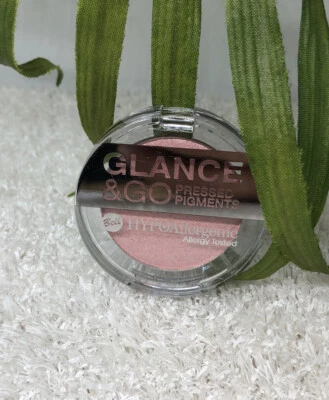 GLANCE
&GO PRESSED
PIGMENTS
Bell HYPOAllergenic
Allergy Tested